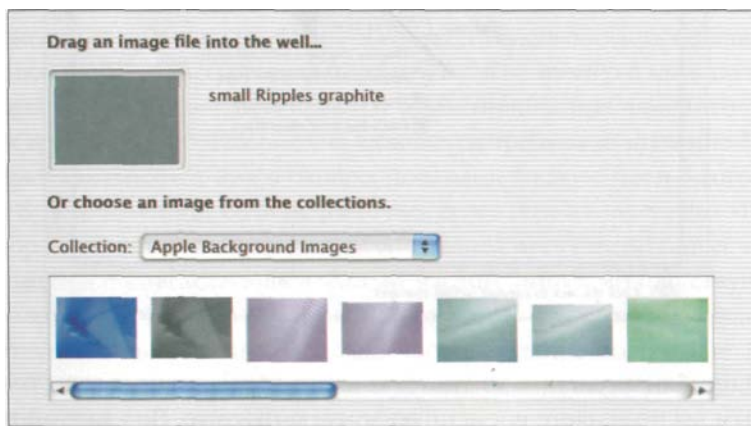 Drag an image file into the well...
small Ripples graphite
Or choose an image from the collections.
Collection: Apple Background Images